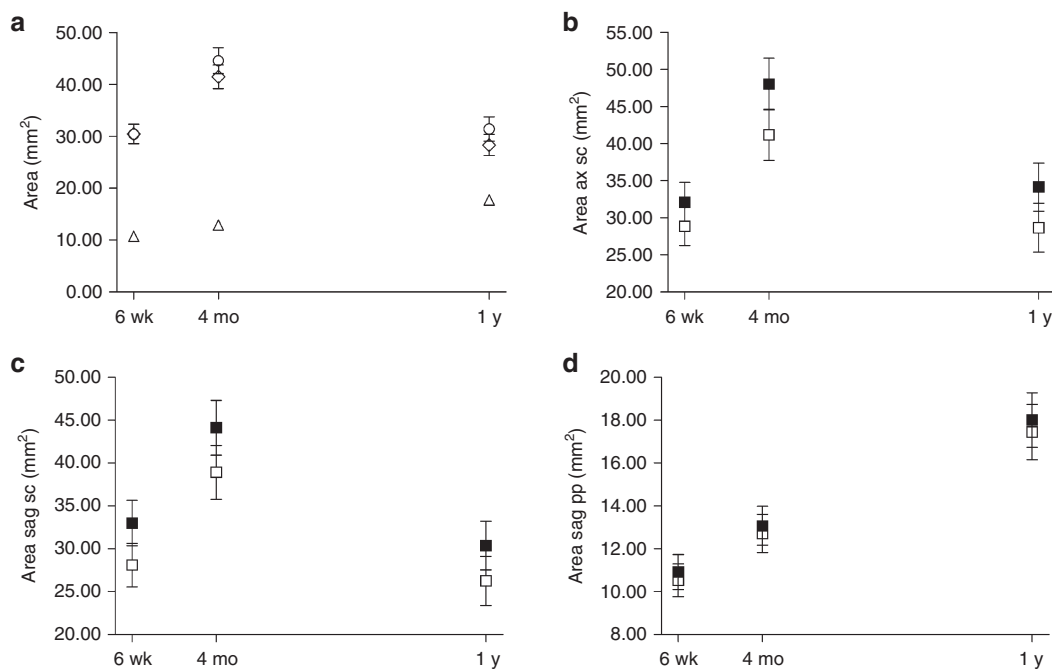 a
50.00
40.00
30.00
20.00
10.00
0.00
Area (mm²)
6 wk 4 mo 1 y
b
55.00
50.00
45.00
40.00
35.00
30.00
25.00
20.00
Area ax sc (mm²)
6 wk 4 mo 1 y
c
50.00
45.00
40.00
35.00
30.00
25.00
20.00
Area sag sc (mm²)
6 wk 4 mo 1 y
d
20.00
18.00
16.00
14.00
12.00
10.00
8.00
Area sag pp (mm²)
6 wk 4 mo 1 y